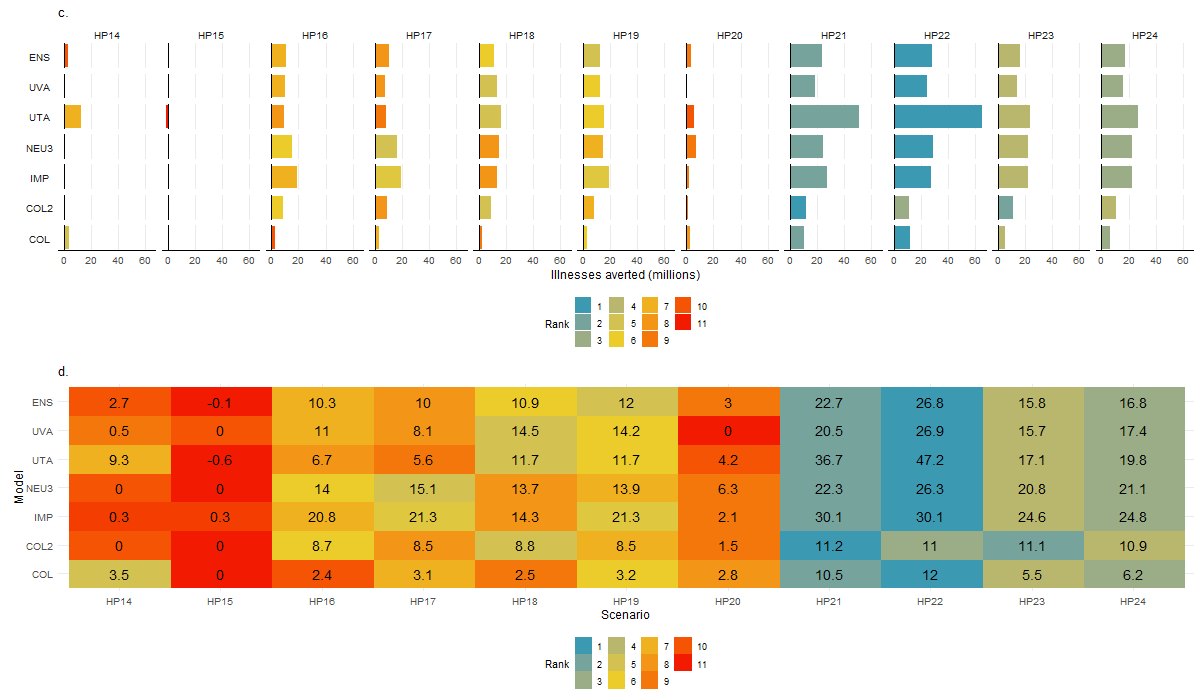 c.
HP14 HP15 HP16 HP17 HP18 HP19 HP20 HP21 HP22 HP23 HP24
ENS
UVA
UTA
NEU3
IMP
COL2
COL
0 20 40 60 0 20 40 60 0 20 40 60 0 20 40 60 0 20 40 60 0 20 40 60 0 20 40 60 0 20 40 60 0 20 40 60 0 20 40 60 0 20 40 60
Illnesses averted (millions)
1 4 7 10
Rank 2 5 8 11
3 6 9
d.
ENS 2.7 -0.1 10.3 10 10.9 12 3 22.7 26.8 15.8 16.8
UVA 0.5 0 11 8.1 14.5 14.2 0 20.5 26.9 15.7 17.4
UTA 9.3 -0.6 6.7 5.6 11.7 11.7 4.2 36.7 47.2 17.1 19.8
Model
NEU3 0 0 14 15.1 13.7 13.9 6.3 22.3 26.3 20.8 21.1
IMP 0.3 0.3 20.8 21.3 14.3 21.3 2.1 30.1 30.1 24.6 24.8
COL2 0 0 8.7 8.5 8.8 8.5 1.5 11.2 11 11.1 10.9
COL 3.5 0 2.4 3.1 2.5 3.2 2.8 10.5 12 5.5 6.2
HP14 HP15 HP16 HP17 HP18 HP19 HP20 HP21 HP22 HP23 HP24
Scenario
1 4 7 10
Rank 2 5 8 11
3 6 9